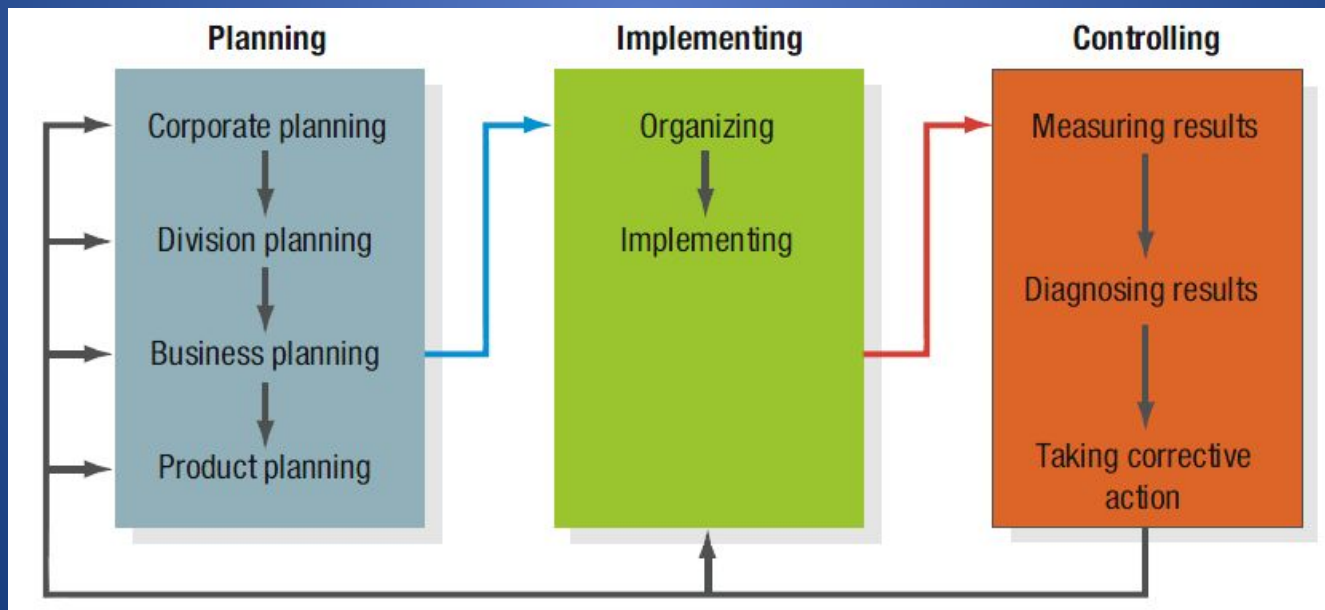 Planning
Corporate planning
Division planning
Business planning
Product planning
Implementing
Organizing
Implementing
Controlling
Measuring results
Diagnosing results
Taking corrective
action